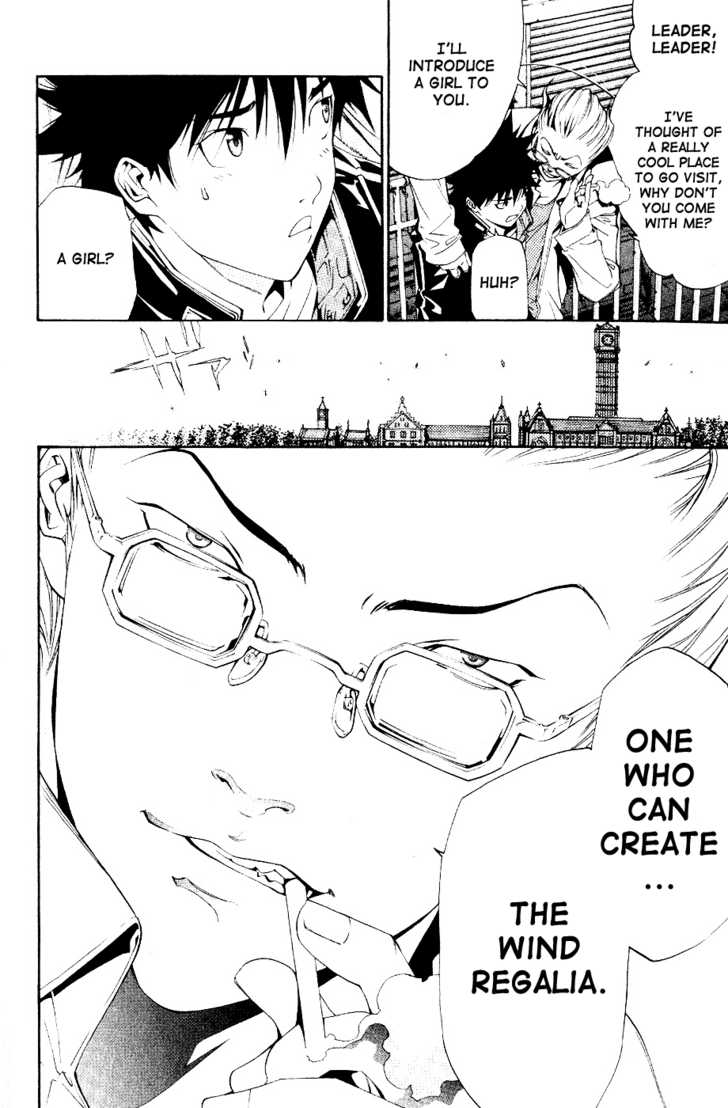 LEADER,
LEADER!
I'VE
THOUGHT OF
A REALLY
COOL PLACE
TO GO VISIT,
WHY DON'T
YOU COME
WITH ME?
I'LL
INTRODUCE
A GIRL TO
YOU.
HUH?
A GIRL?
ONE
WHO
CAN
CREATE
...
THE
WIND
REGALIA.